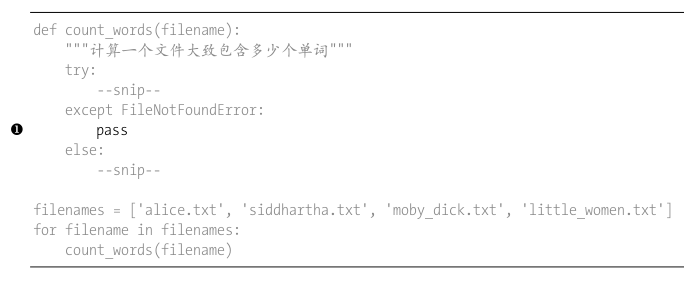 def count_words(filename):
    """计算一个文件大致包含多少个单词"""
    try:
        --snip--
    except FileNotFoundError:
❶        pass
    else:
        --snip--

filenames = ['alice.txt', 'siddhartha.txt', 'moby_dick.txt', 'little_women.txt']
for filename in filenames:
    count_words(filename)